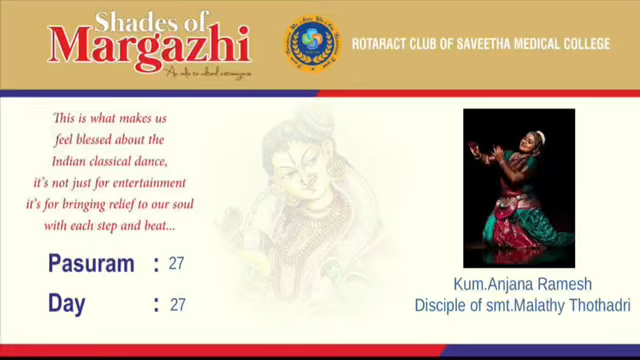 Shades of
Margazhi
ROTARACT CLUB OF SAVEETHA MEDICAL COLLEGE
This is what makes us
feel blessed about the
Indian classical dance,
it's not just for entertainment
it's for bringing relief to our soul
with each step and beat...
Pasuram : 27
Day : 27
Kum.Anjana Ramesh
Disciple of smt.Malathy Thothadri